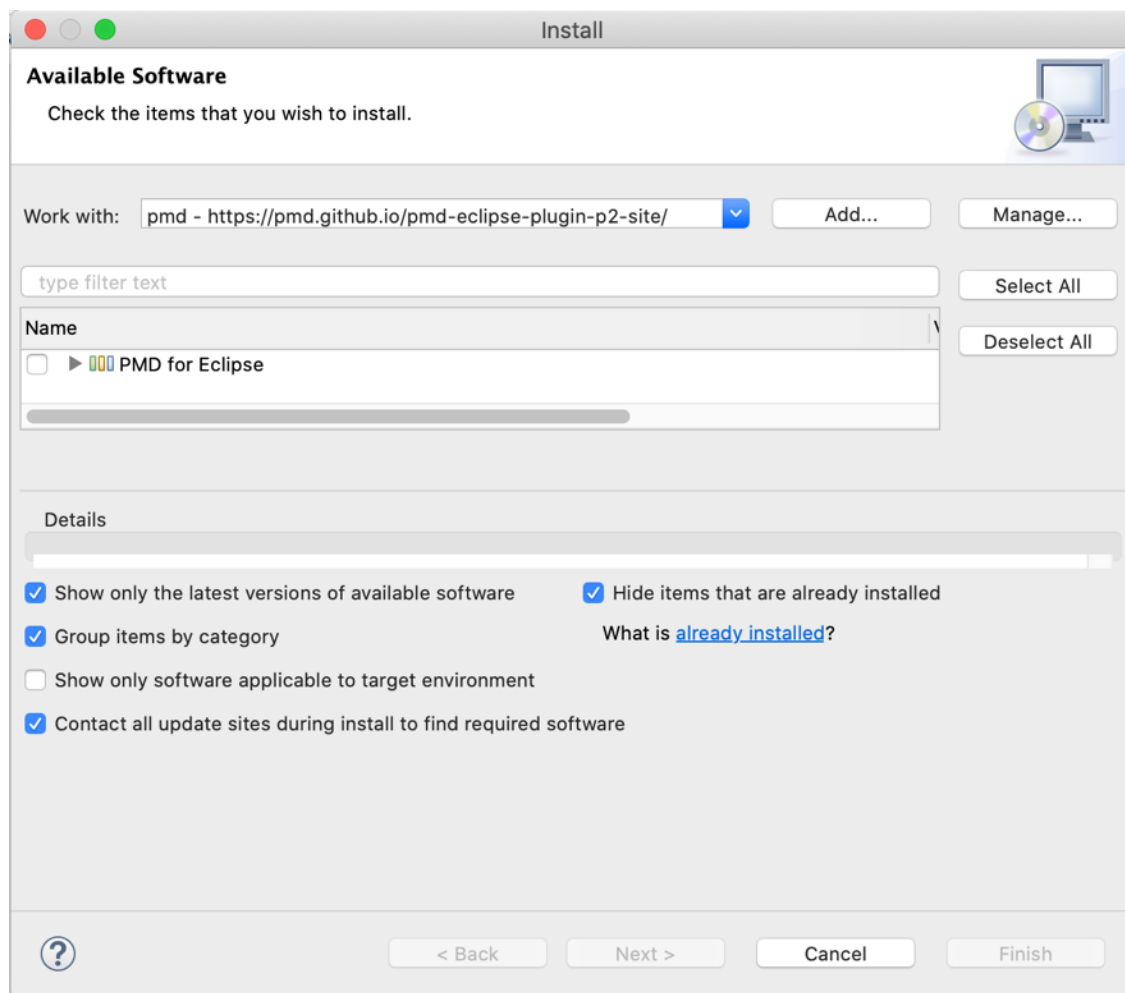 Install
Available Software
Check the items that you wish to install.
Work with: pmd - https://pmd.github.io/pmd-eclipse-plugin-p2-site/ Add... Manage...
type filter text Select All
Name
Deselect All
PMD for Eclipse
Details
Show only the latest versions of available software Hide items that are already installed
Group items by category What is already installed?
Show only software applicable to target environment
Contact all update sites during install to find required software
? < Back Next > Cancel Finish